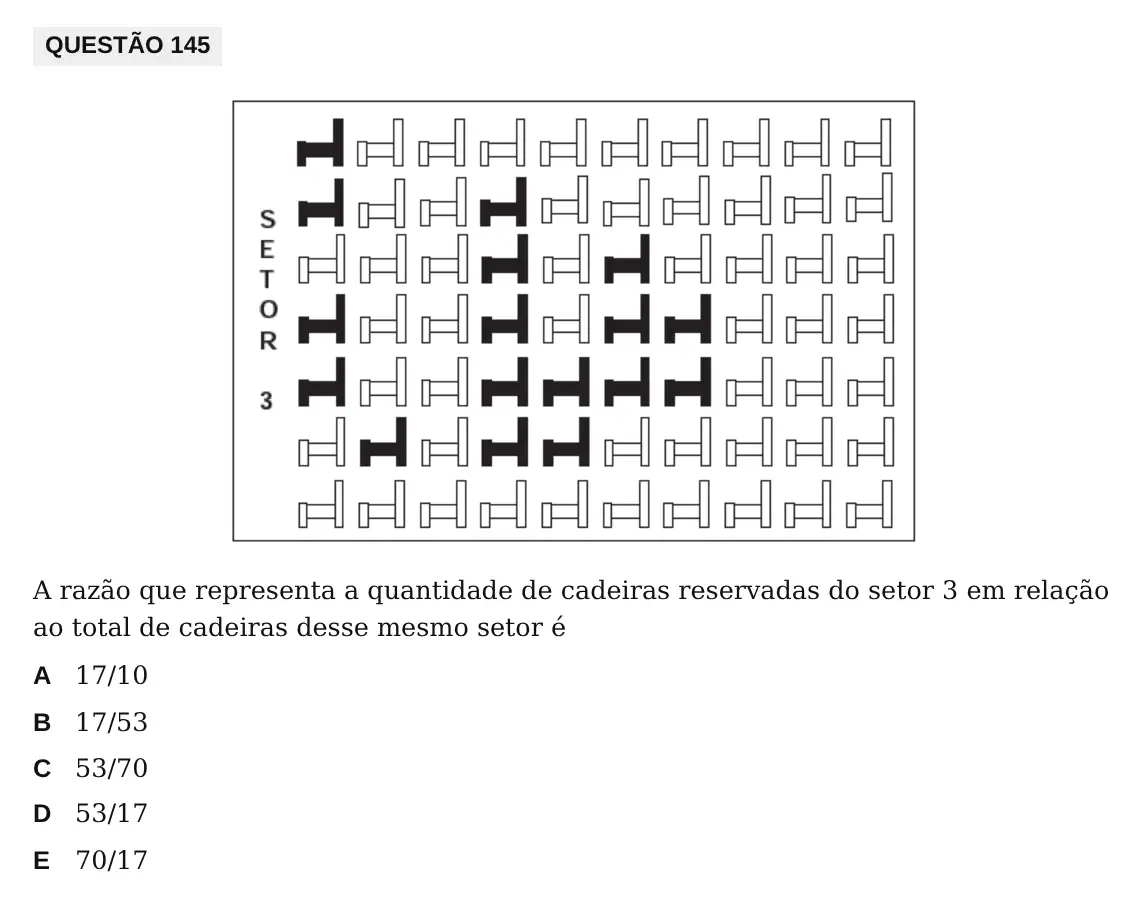 QUESTÃO 145
S
E
T
O
R
3
A razão que representa a quantidade de cadeiras reservadas do setor 3 em relação
ao total de cadeiras desse mesmo setor é
A 17/10
B 17/53
C 53/70
D 53/17
E 70/17